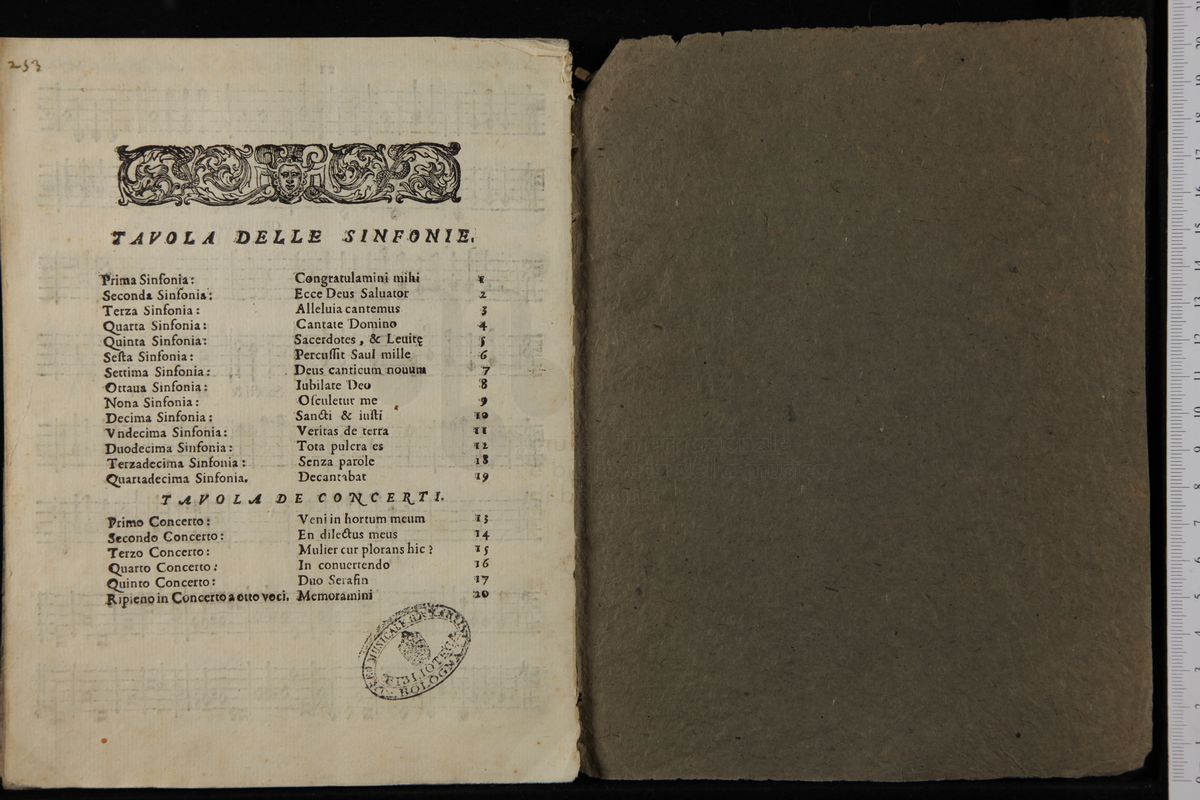 253
TAVOLA DELLE SINFONIE.
Prima Sinfonia: Congratulamini mihi 1
Seconda Sinfonia: Ecce Deus Saluator 2
Terza Sinfonia: Alleluia cantemus 3
Quarta Sinfonia: Cantate Domino 4
Quinta Sinfonia: Sacerdotes, & Leuitę 5
Sesta Sinfonia: Percussit Saul mille 6
Settima Sinfonia: Deus canticum nouum 7
Ottaua Sinfonia: Iubilate Deo 8
Nona Sinfonia: Osculetur me 9
Decima Sinfonia: Sancti & iusti 10
Vndecima Sinfonia: Veritas de terra 11
Duodecima Sinfonia: Tota pulcra es 12
Terzadecima Sinfonia: Senza parole 18
Quartadecima Sinfonia. Decantabat 19
TAVOLA DE CONCERTI.
Primo Concerto: Veni in hortum meum 13
Secondo Concerto: En dilectus meus 14
Terzo Concerto: Mulier cur plorans hic? 15
Quarto Concerto: In conuertendo 16
Quinto Concerto: Duo Serafin 17
Ripieno in Concerto a otto voci. Memoramini 20
BIBLIOTECA
BOLOGNA